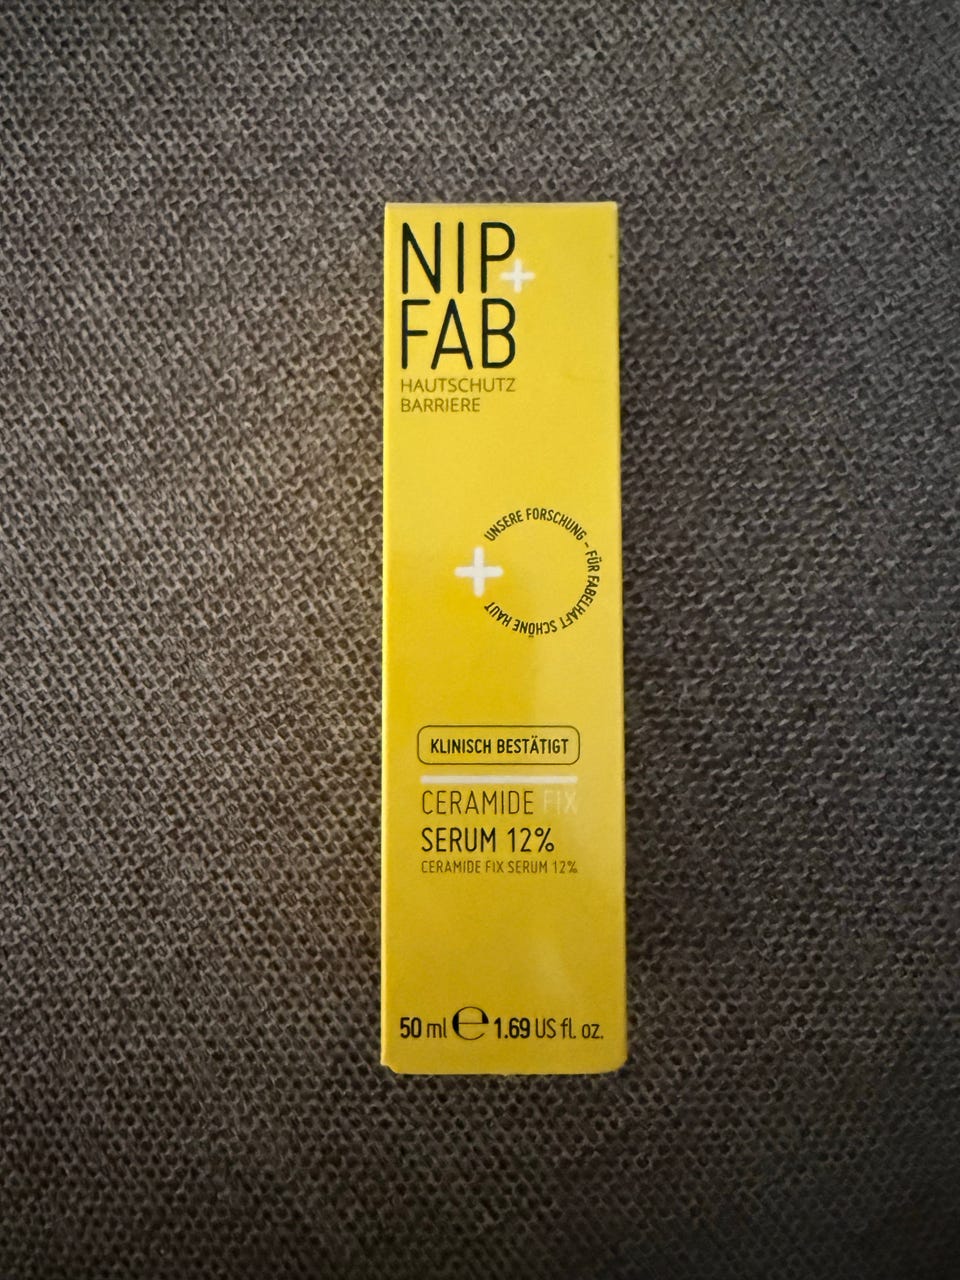 NIP+
FAB
HAUTSCHUTZ
BARRIERE
UNSERE FORSCHUNG – FÜR FABELHAFT SCHÖNE HAUT
KLINISCH BESTÄTIGT
CERAMIDE FIX
SERUM 12%
CERAMIDE FIX SERUM 12%
50 ml ℮ 1.69 US fl. oz.